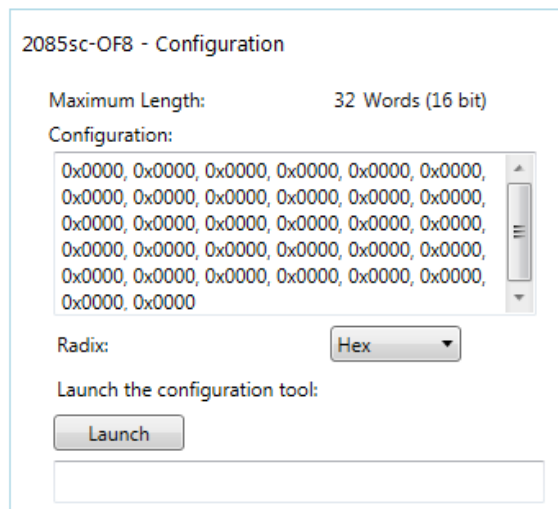 2085sc-OF8 - Configuration
Maximum Length: 32 Words (16 bit)
Configuration:
0x0000, 0x0000, 0x0000, 0x0000, 0x0000, 0x0000,
0x0000, 0x0000, 0x0000, 0x0000, 0x0000, 0x0000,
0x0000, 0x0000, 0x0000, 0x0000, 0x0000, 0x0000,
0x0000, 0x0000, 0x0000, 0x0000, 0x0000, 0x0000,
0x0000, 0x0000, 0x0000, 0x0000, 0x0000, 0x0000,
0x0000, 0x0000
Radix: Hex
Launch the configuration tool:
Launch